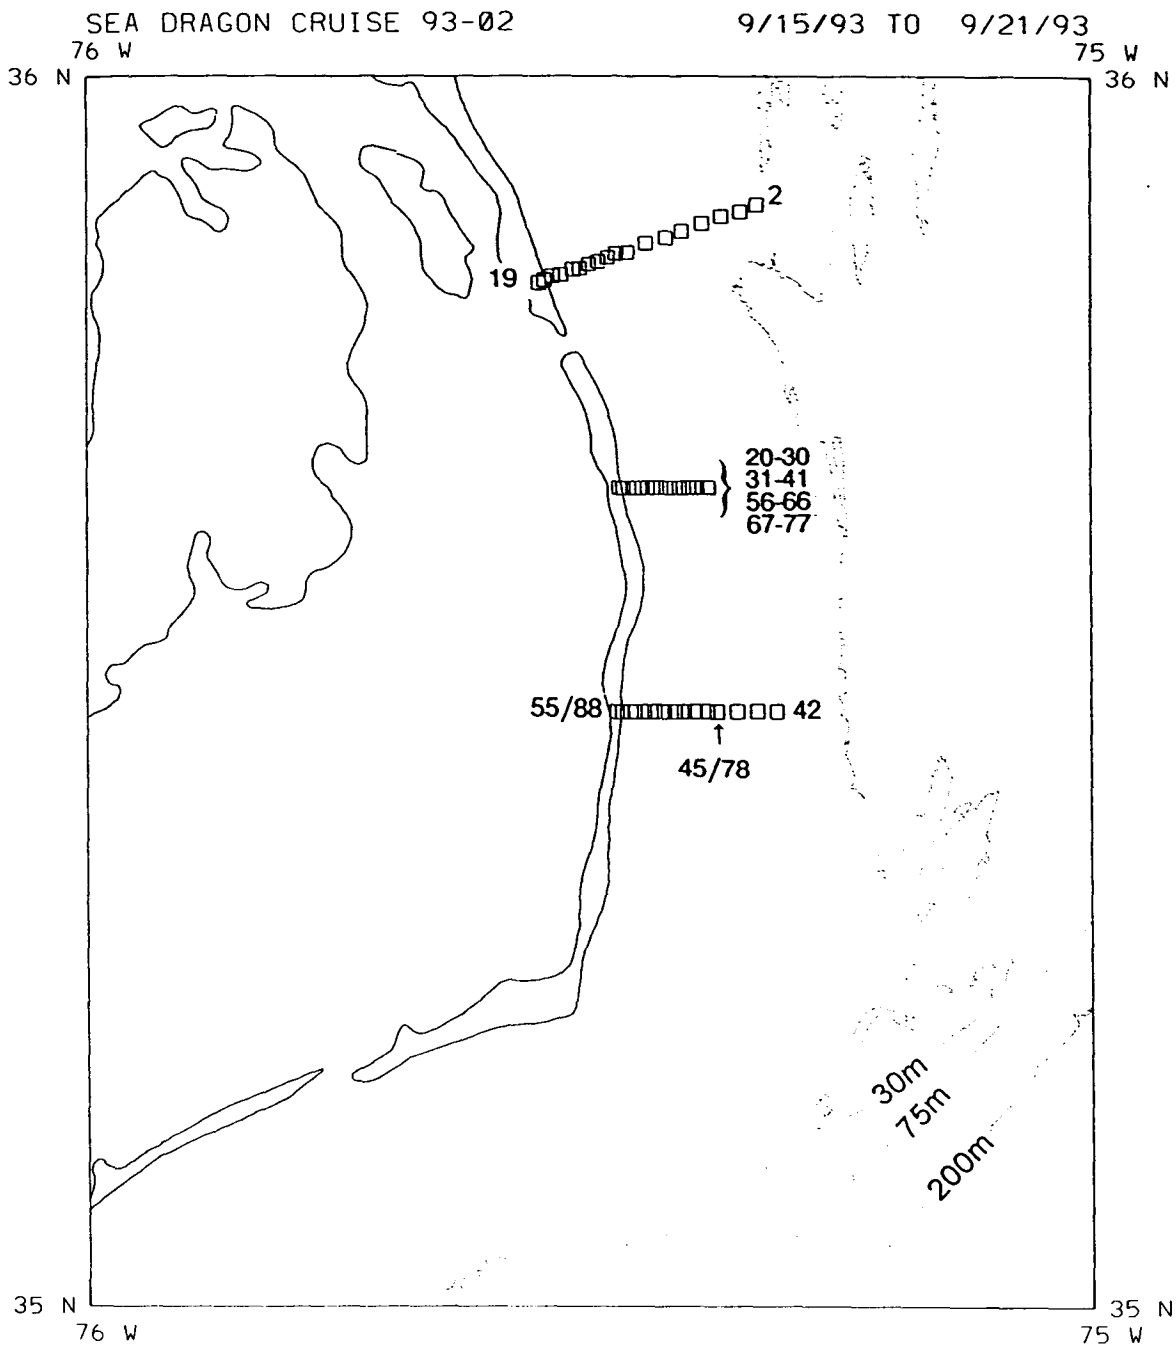 SEA DRAGON CRUISE 93-02 9/15/93 TO 9/21/93
76 W 75 W
36 N 36 N
2
19
20-30
31-41
56-66
67-77
55/88 42
45/78
30m
75m
200m
35 N 35 N
76 W 75 W